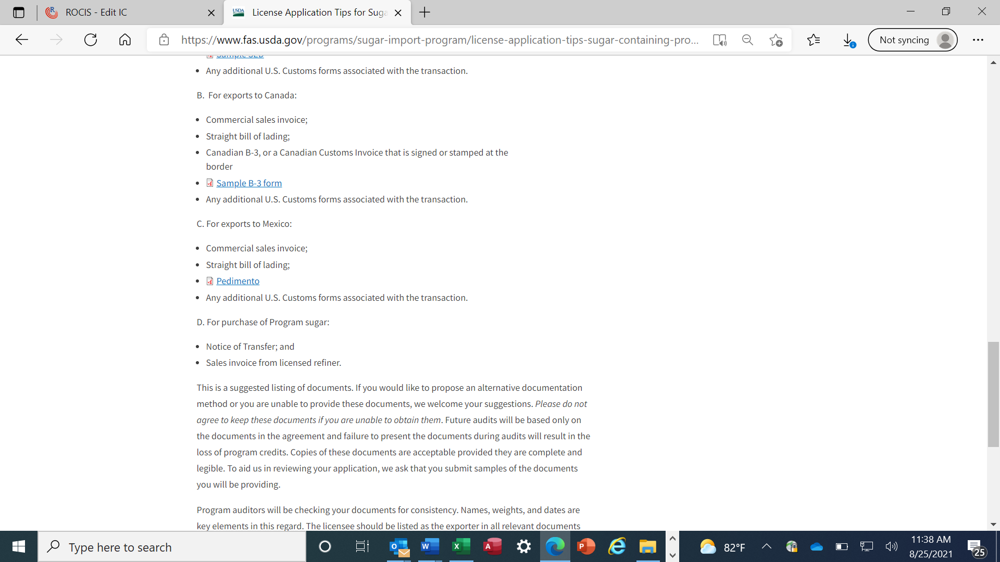 ROCIS - Edit IC
License Application Tips for Suga
https://www.fas.usda.gov/programs/sugar-import-program/license-application-tips-sugar-containing-pro...
Not syncing
Sample SED
• Any additional U.S. Customs forms associated with the transaction.
B. For exports to Canada:
• Commercial sales invoice;
• Straight bill of lading;
• Canadian B-3, or a Canadian Customs Invoice that is signed or stamped at the
border
• Sample B-3 form
• Any additional U.S. Customs forms associated with the transaction.
C. For exports to Mexico:
• Commercial sales invoice;
• Straight bill of lading;
• Pedimento
• Any additional U.S. Customs forms associated with the transaction.
D. For purchase of Program sugar:
• Notice of Transfer; and
• Sales invoice from licensed refiner.
This is a suggested listing of documents. If you would like to propose an alternative documentation
method or you are unable to provide these documents, we welcome your suggestions. Please do not
agree to keep these documents if you are unable to obtain them. Future audits will be based only on
the documents in the agreement and failure to present the documents during audits will result in the
loss of program credits. Copies of these documents are acceptable provided they are complete and
legible. To aid us in reviewing your application, we ask that you submit samples of the documents
you will be providing.
Program auditors will be checking your documents for consistency. Names, weights, and dates are
key elements in this regard. The licensee should be listed as the exporter in all relevant documents
Type here to search
82°F
11:38 AM
8/25/2021
25